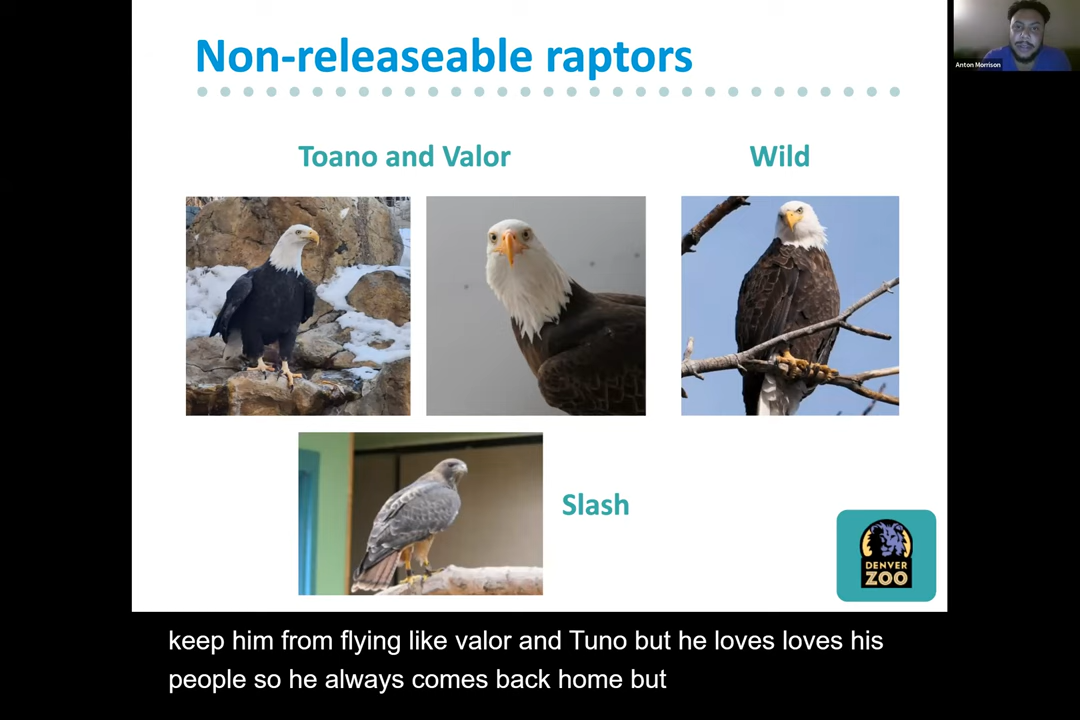 Non-releaseable raptors
Anton Morrison
Toano and Valor
Wild
Slash
DENVER
ZOO
keep him from flying like valor and Tuno but he loves loves his
people so he always comes back home but